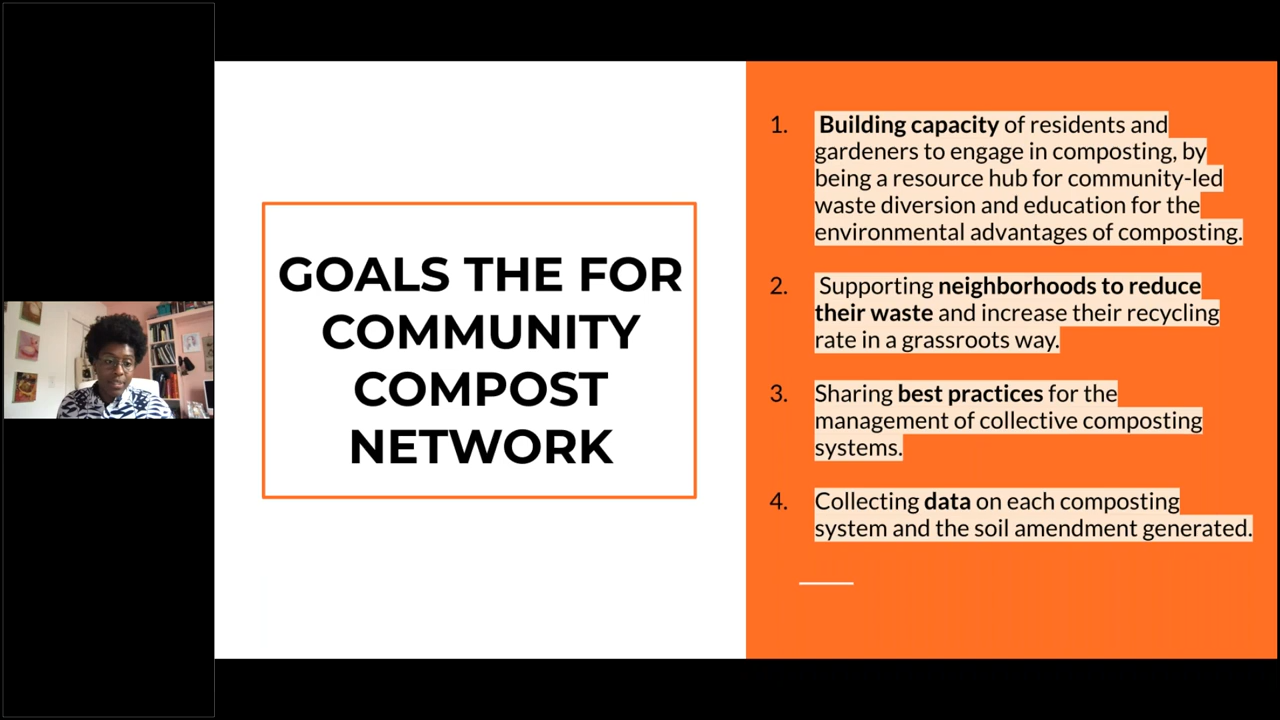 GOALS THE FOR
COMMUNITY
COMPOST
NETWORK
1. Building capacity of residents and
gardeners to engage in composting, by
being a resource hub for community-led
waste diversion and education for the
environmental advantages of composting.
2. Supporting neighborhoods to reduce
their waste and increase their recycling
rate in a grassroots way.
3. Sharing best practices for the
management of collective composting
systems.
4. Collecting data on each composting
system and the soil amendment generated.